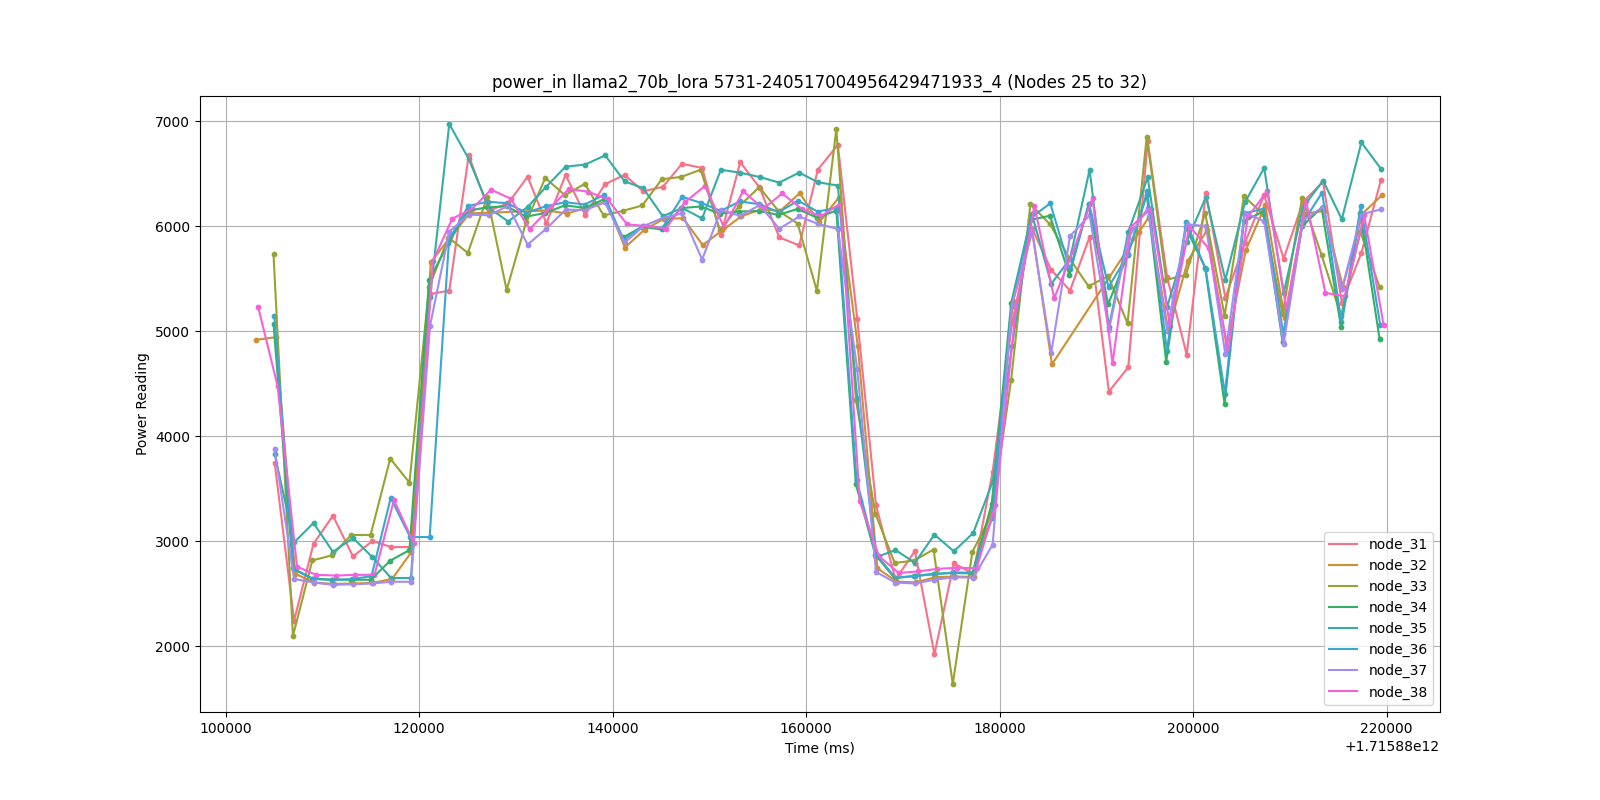 power_in llama2_70b_lora 5731-240517004956429471933_4 (Nodes 25 to 32)
Power Reading
7000
6000
5000
4000
3000
2000
100000 120000 140000 160000 180000 200000 220000
+1.71588e12
Time (ms)
node_31
node_32
node_33
node_34
node_35
node_36
node_37
node_38